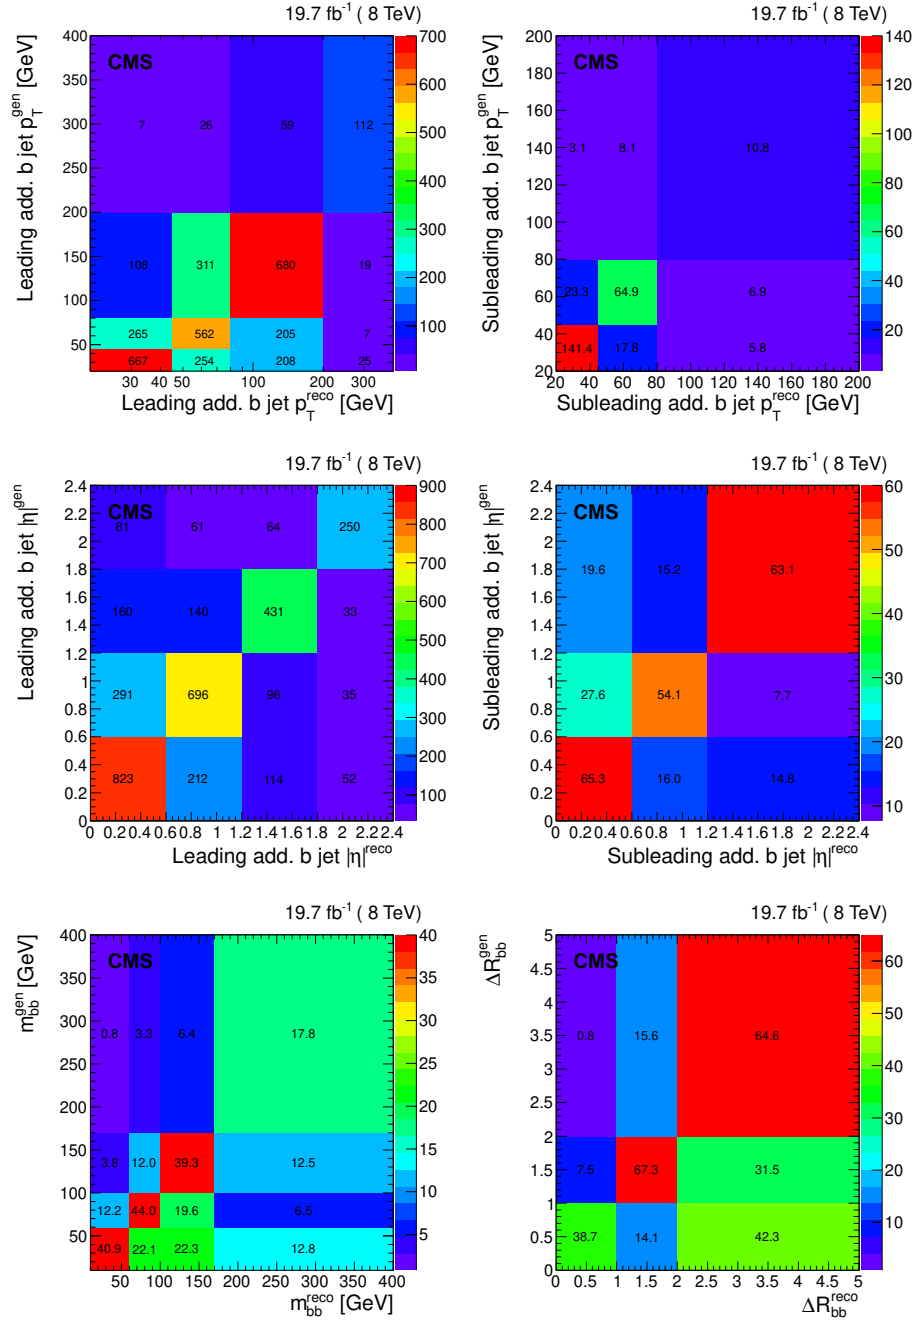 19.7 fb⁻¹ ( 8 TeV)
CMS
Leading add. b jet p_T^gen [GeV]
400
350
300
250
200
150
100
50
7 26 59 112
108 311 680 19
265 562 205 7
667 254 208 25
30 40 50 100 200 300
Leading add. b jet p_T^reco [GeV]
700
600
500
400
300
200
100
19.7 fb⁻¹ ( 8 TeV)
CMS
Subleading add. b jet p_T^gen [GeV]
200
180
160
140
120
100
80
60
40
20
3.1 8.1 10.8
23.3 64.9 6.9
141.4 17.8 5.8
20 40 60 80 100 120 140 160 180 200
Subleading add. b jet p_T^reco [GeV]
140
120
100
80
60
40
20
19.7 fb⁻¹ ( 8 TeV)
CMS
Leading add. b jet |η|^gen
2.4
2.2
2
1.8
1.6
1.4
1.2
1
0.8
0.6
0.4
0.2
0
81 61 64 250
160 140 431 33
291 696 96 35
823 212 114 52
0 0.2 0.4 0.6 0.8 1 1.2 1.4 1.6 1.8 2 2.2 2.4
Leading add. b jet |η|^reco
900
800
700
600
500
400
300
200
100
19.7 fb⁻¹ ( 8 TeV)
CMS
Subleading add. b jet |η|^gen
2.4
2.2
2
1.8
1.6
1.4
1.2
1
0.8
0.6
0.4
0.2
0
19.6 15.2 63.1
27.6 54.1 7.7
65.3 16.0 14.8
0 0.2 0.4 0.6 0.8 1 1.2 1.4 1.6 1.8 2 2.2 2.4
Subleading add. b jet |η|^reco
60
50
40
30
20
10
19.7 fb⁻¹ ( 8 TeV)
CMS
m_bb^gen [GeV]
400
350
300
250
200
150
100
50
0.8 3.3 6.4 17.8
3.8 12.0 39.3 12.5
12.2 44.0 19.6 6.5
40.9 22.1 22.3 12.8
50 100 150 200 250 300 350 400
m_bb^reco [GeV]
40
35
30
25
20
15
10
5
19.7 fb⁻¹ ( 8 TeV)
CMS
ΔR_bb^gen
5
4.5
4
3.5
3
2.5
2
1.5
1
0.5
0
0.8 15.6 64.6
7.5 67.3 31.5
38.7 14.1 42.3
0 0.5 1 1.5 2 2.5 3 3.5 4 4.5 5
ΔR_bb^reco
60
50
40
30
20
10